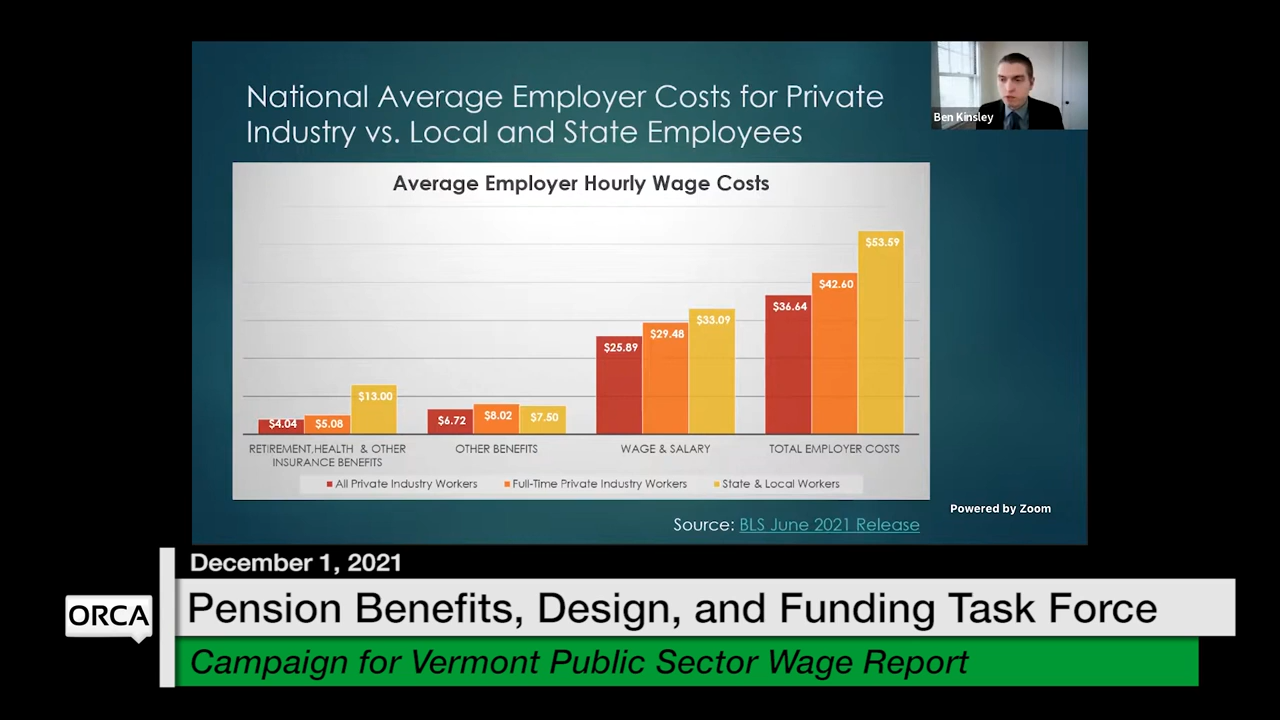 National Average Employer Costs for Private
Industry vs. Local and State Employees
Ben Kinsley
Average Employer Hourly Wage Costs
$4.04
$5.08
$13.00
$6.72
$8.02
$7.50
$25.89
$29.48
$33.09
$36.64
$42.60
$53.59
RETIREMENT,HEALTH & OTHER
INSURANCE BENEFITS
OTHER BENEFITS
WAGE & SALARY
TOTAL EMPLOYER COSTS
All Private Industry Workers
Full-Time Private Industry Workers
State & Local Workers
Source: BLS June 2021 Release
Powered by Zoom
December 1, 2021
ORCA
Pension Benefits, Design, and Funding Task Force
Campaign for Vermont Public Sector Wage Report